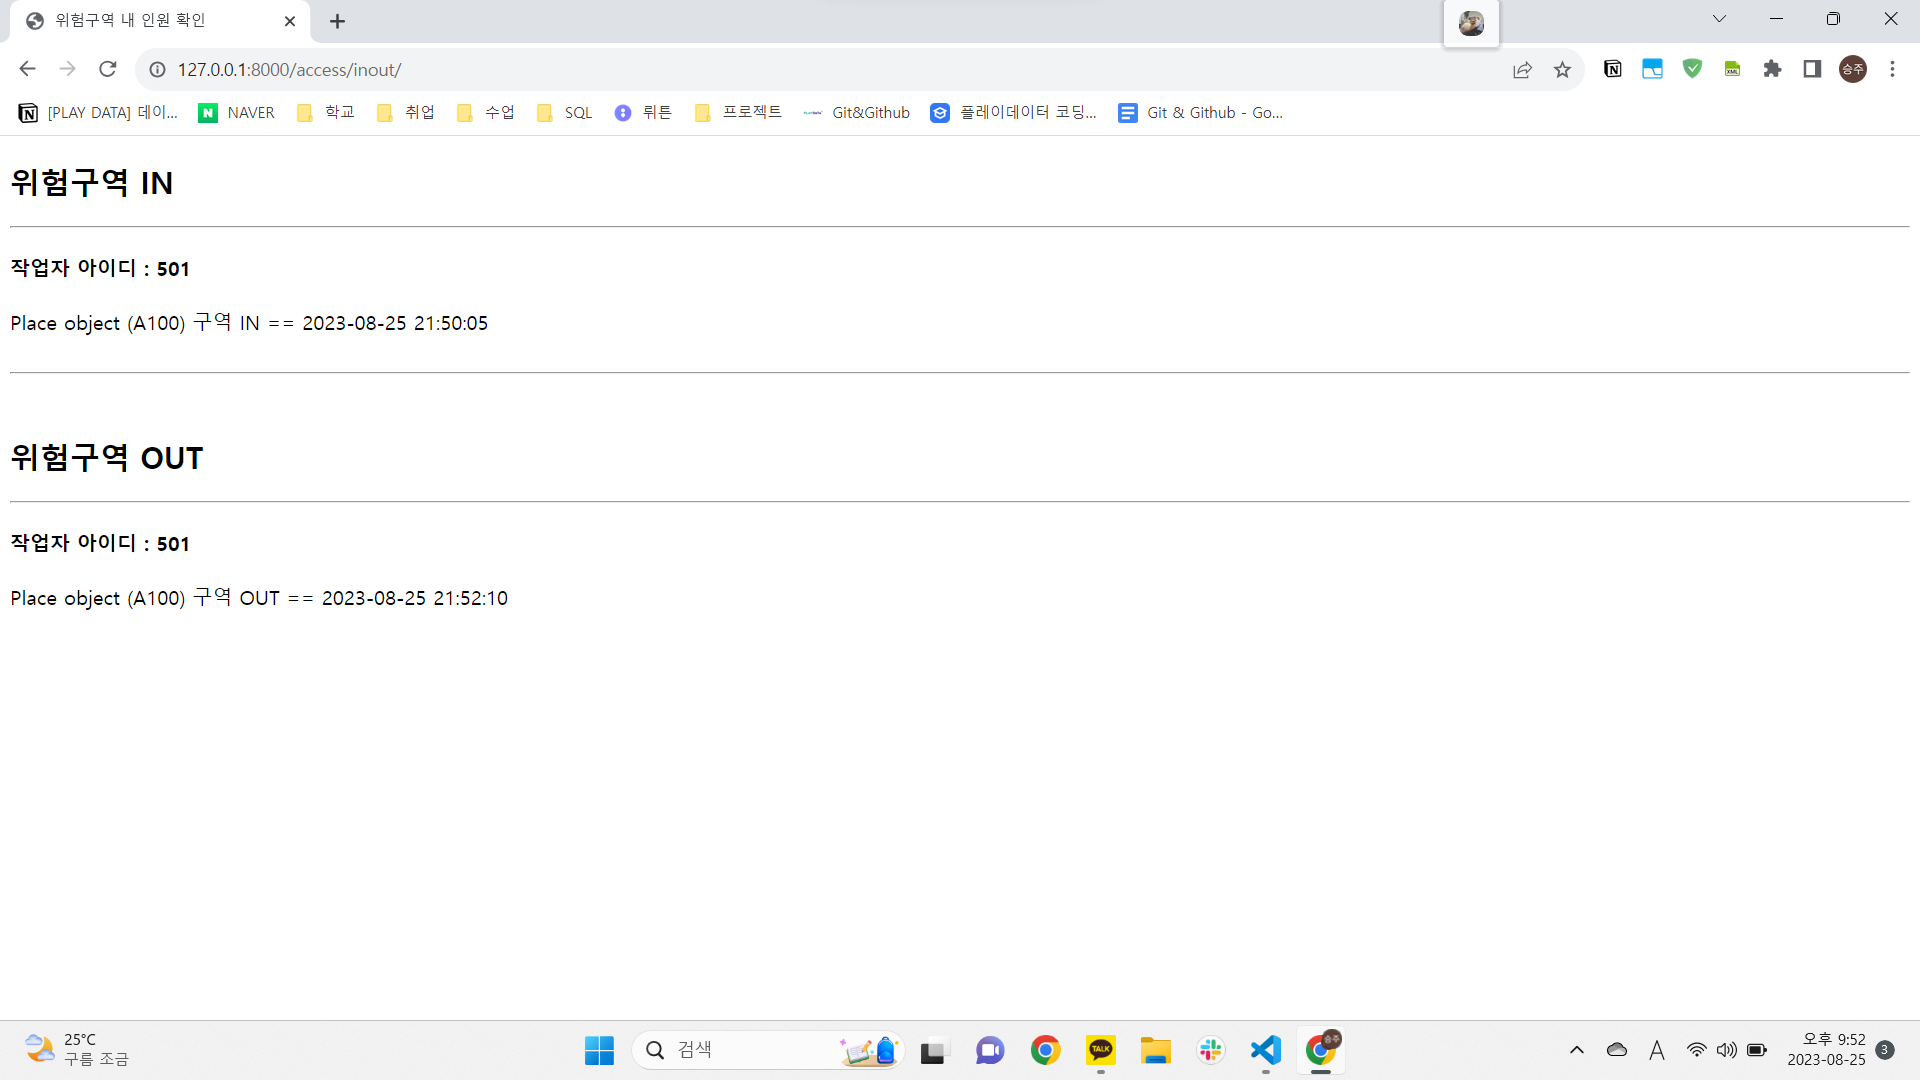 위험구역 내 인원 확인
127.0.0.1:8000/access/inout/
승주
[PLAY DATA] 데이...
NAVER
학교
취업
수업
SQL
뤼튼
프로젝트
Git&Github
플레이데이터 코딩...
Git & Github - Go...
위험구역 IN
작업자 아이디 : 501
Place object (A100) 구역 IN == 2023-08-25 21:50:05
위험구역 OUT
작업자 아이디 : 501
Place object (A100) 구역 OUT == 2023-08-25 21:52:10
25°C
구름 조금
검색
TALK
승주
A
오후 9:52
2023-08-25
3